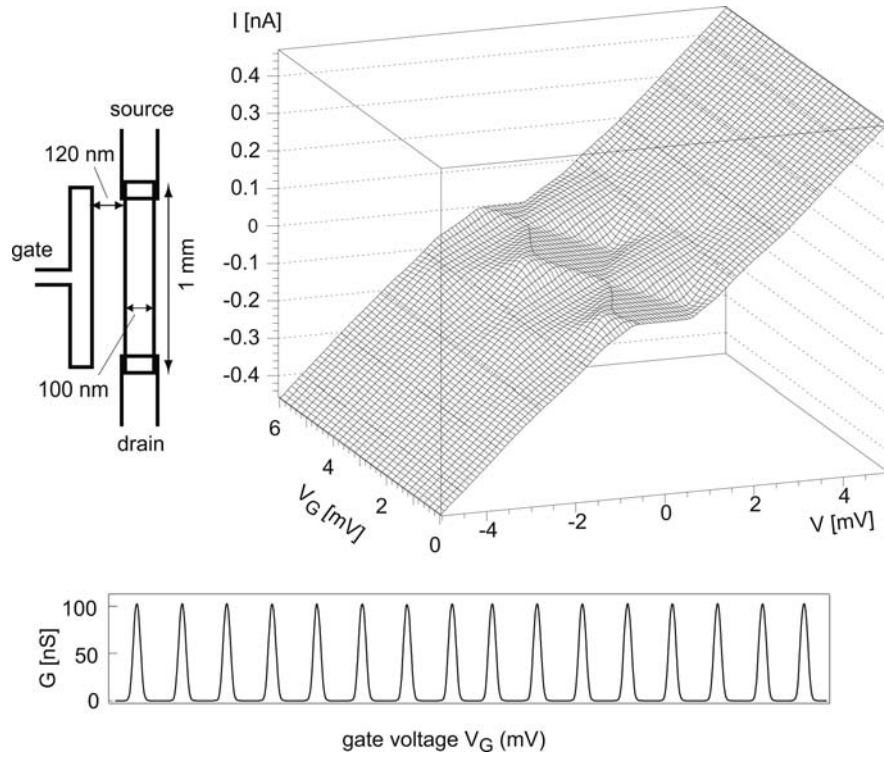 I [nA]
0.4
0.3
0.2
0.1
0
-0.1
-0.2
-0.3
-0.4
source
120 nm
gate
1 mm
100 nm
drain
6
4
2
0
V_G [mV]
-4
-2
0
2
4
V [mV]
100
50
0
G [nS]
gate voltage V_G (mV)